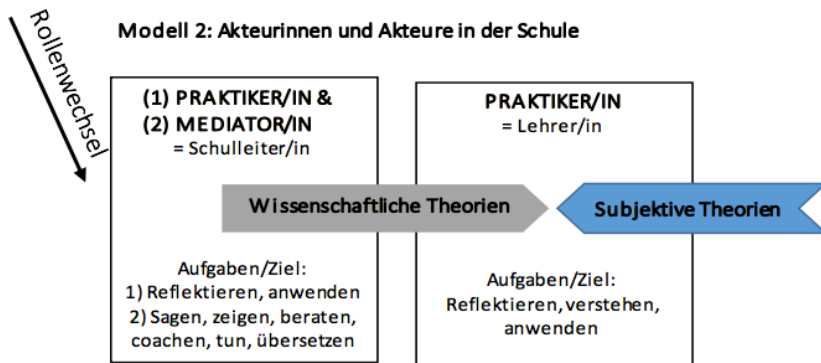 Rollenwechsel
Modell 2: Akteurinnen und Akteure in der Schule
(1) PRAKTIKER/IN &
(2) MEDIATOR/IN
= Schulleiter/in
PRAKTIKER/IN
= Lehrer/in
Wissenschaftliche Theorien
Subjektive Theorien
Aufgaben/Ziel:
1) Reflektieren, anwenden
2) Sagen, zeigen, beraten,
coachen, tun, übersetzen
Aufgaben/Ziel:
Reflektieren, verstehen,
anwenden